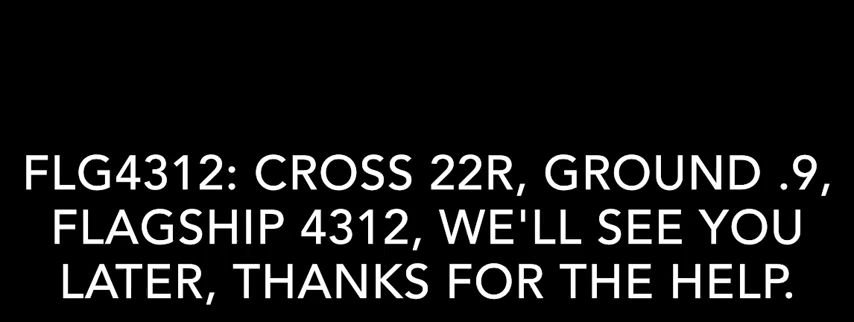 FLG4312: CROSS 22R, GROUND .9,
FLAGSHIP 4312, WE'LL SEE YOU
LATER, THANKS FOR THE HELP.